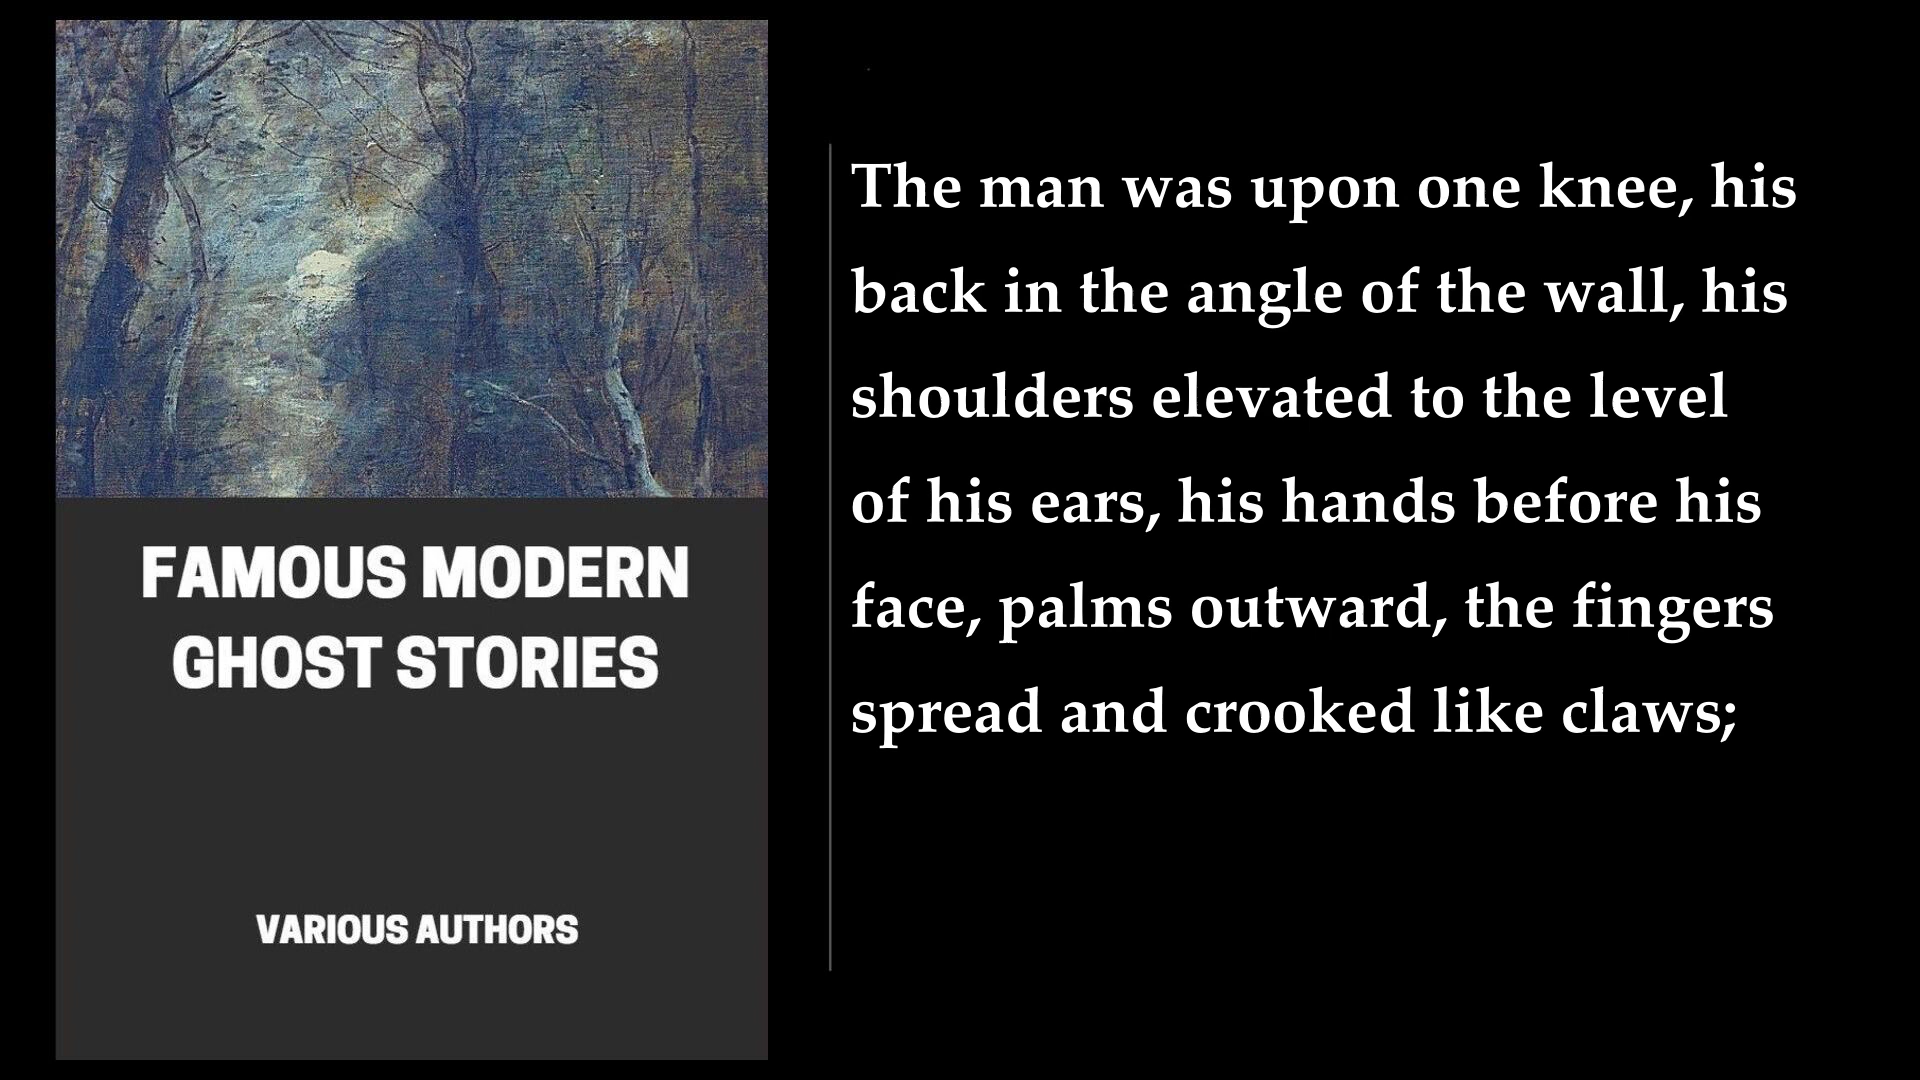 FAMOUS MODERN
GHOST STORIES
VARIOUS AUTHORS
The man was upon one knee, his
back in the angle of the wall, his
shoulders elevated to the level
of his ears, his hands before his
face, palms outward, the fingers
spread and crooked like claws;